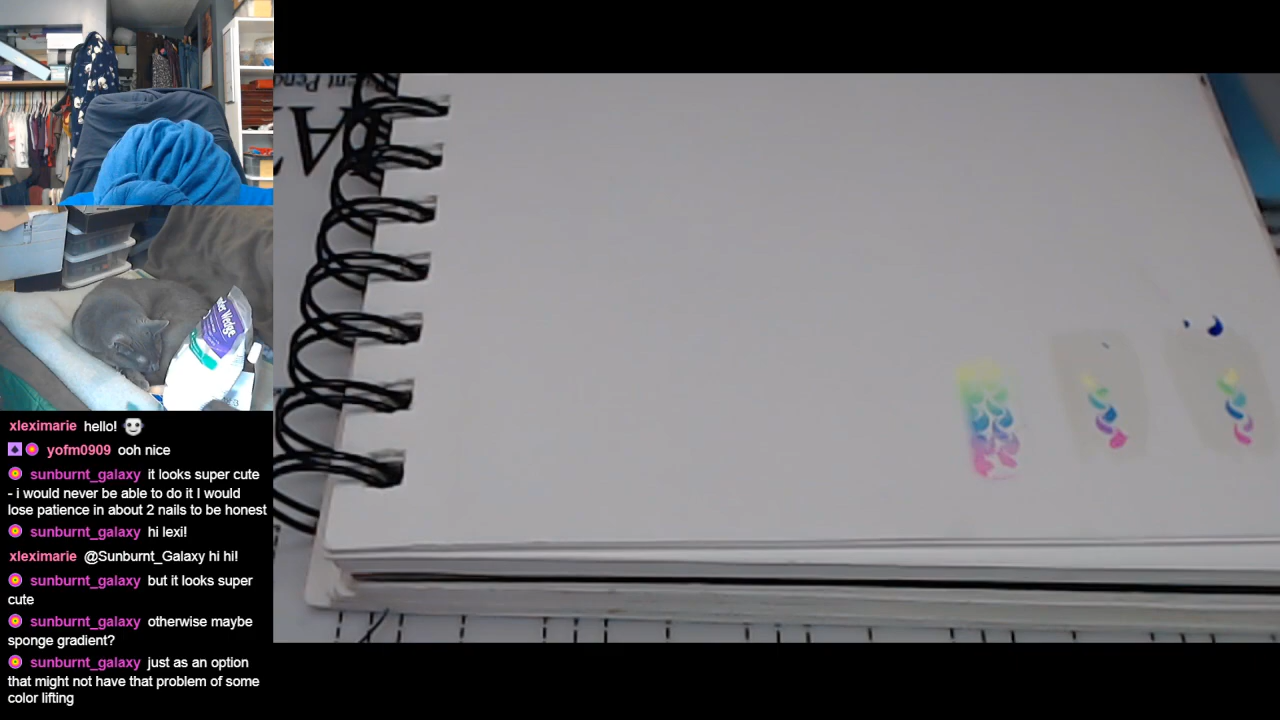 xleximarie hello!
yofm0909 ooh nice
sunburnt_galaxy it looks super cute
- i would never be able to do it I would
lose patience in about 2 nails to be honest
sunburnt_galaxy hi lexi!
xleximarie @Sunburnt_Galaxy hi hi!
sunburnt_galaxy but it looks super
cute
sunburnt_galaxy otherwise maybe
sponge gradient?
sunburnt_galaxy just as an option
that might not have that problem of some
color lifting
Wedge